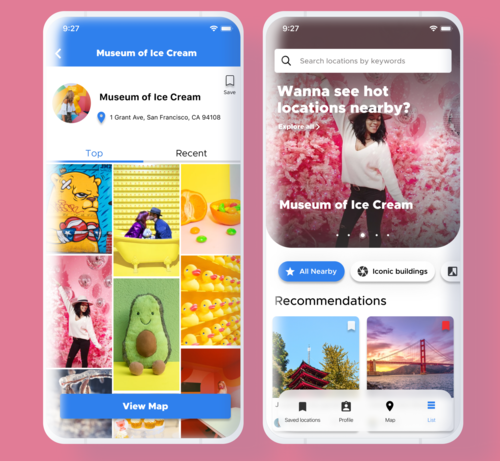 9:27
Museum of Ice Cream
Museum of Ice Cream
Save
1 Grant Ave, San Francisco, CA 94108
Top
Recent
View Map
9:27
Search locations by keywords
Wanna see hot
locations nearby?
Explore all >
Museum of Ice Cream
All Nearby
Iconic buildings
Recommendations
J
Saved locations
Profile
Map
List